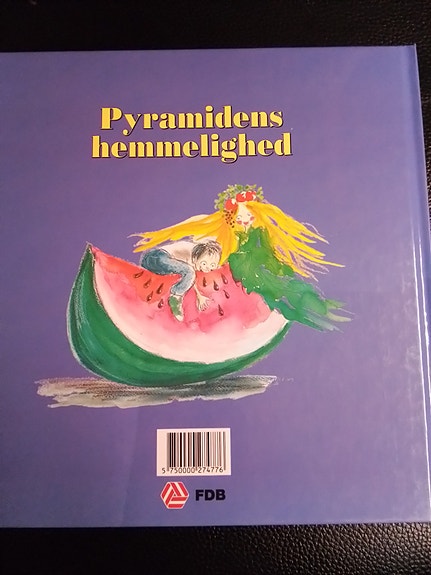 Pyramidens
hemmelighed
5 750000 274776
FDB